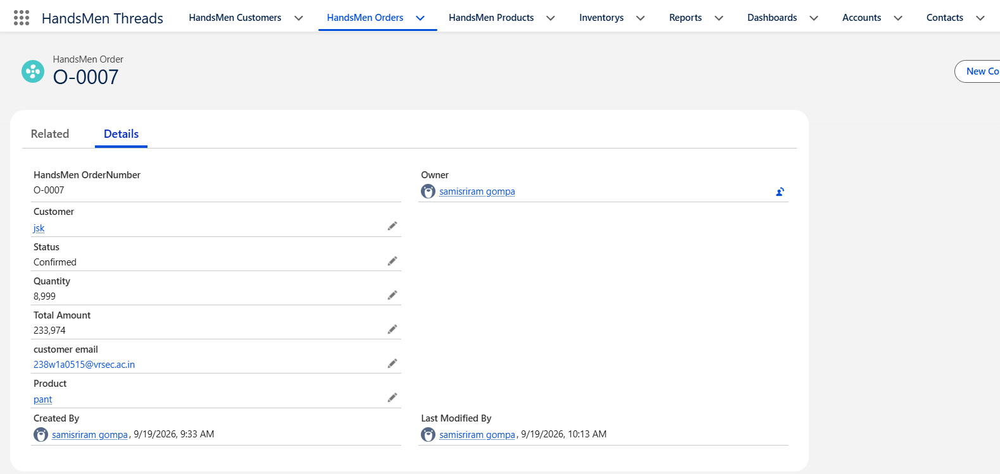 HandsMen Threads
HandsMen Customers
HandsMen Orders
HandsMen Products
Inventorys
Reports
Dashboards
Accounts
Contacts
HandsMen Order
O-0007
New Co
Related
Details
HandsMen OrderNumber
O-0007
Owner
samisriram gompa
Customer
jsk
Status
Confirmed
Quantity
8,999
Total Amount
233,974
customer email
238w1a0515@vrsec.ac.in
Product
pant
Created By
samisriram gompa, 9/19/2026, 9:33 AM
Last Modified By
samisriram gompa, 9/19/2026, 10:13 AM